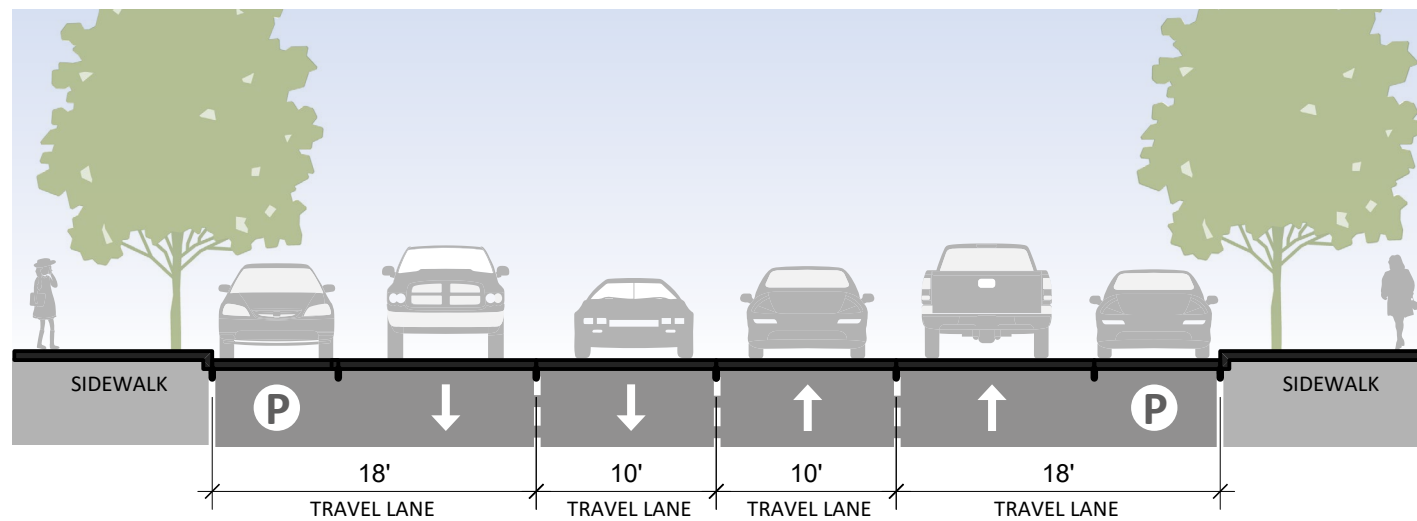 SIDEWALK
P
P
SIDEWALK
18'
10'
10'
18'
TRAVEL LANE
TRAVEL LANE
TRAVEL LANE
TRAVEL LANE